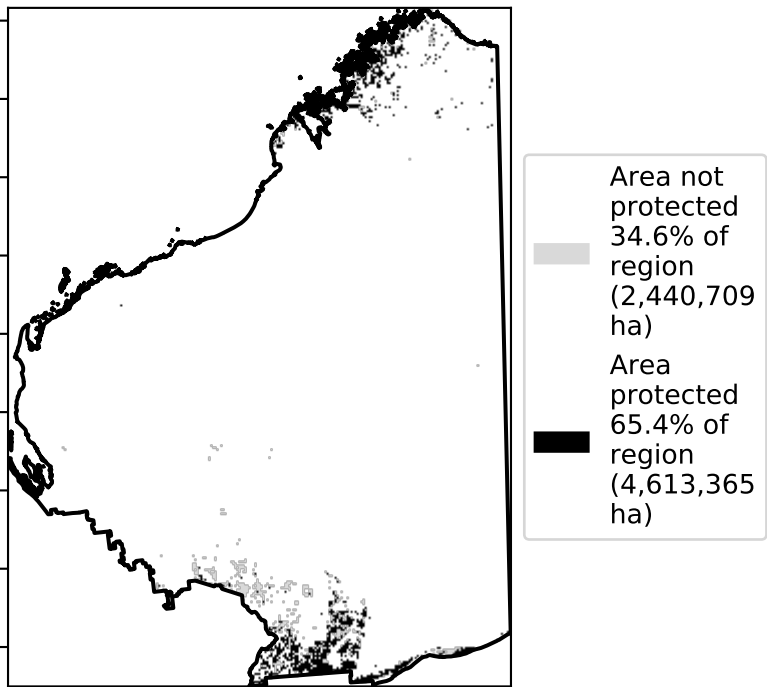 Area not
protected
34.6% of
region
(2,440,709
ha)
Area
protected
65.4% of
region
(4,613,365
ha)